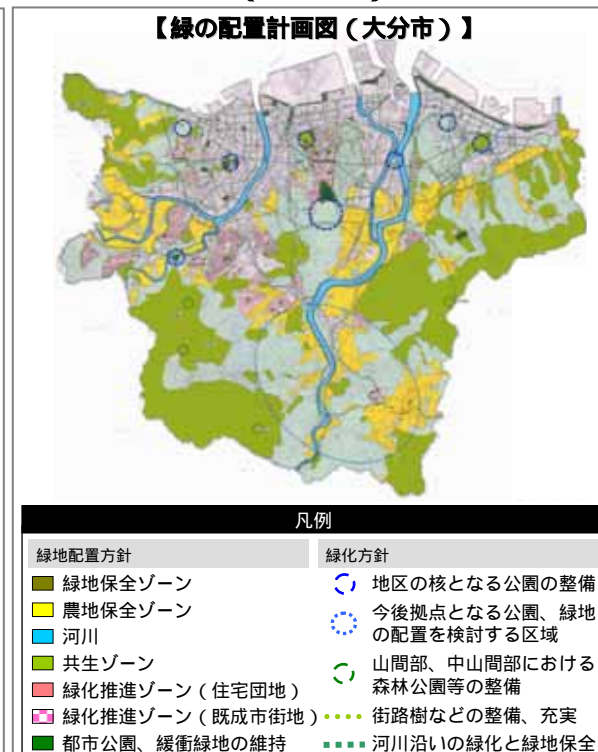 【緑の配置計画図（大分市）】
凡例
緑地配置方針
緑地保全ゾーン
農地保全ゾーン
河川
共生ゾーン
緑化推進ゾーン（住宅団地）
緑化推進ゾーン（既成市街地）
都市公園、緩衝緑地の維持
緑化方針
地区の核となる公園の整備
今後拠点となる公園、緑地
の配置を検討する区域
山間部、中山間部における
森林公園等の整備
街路樹などの整備、充実
河川沿いの緑化と緑地保全